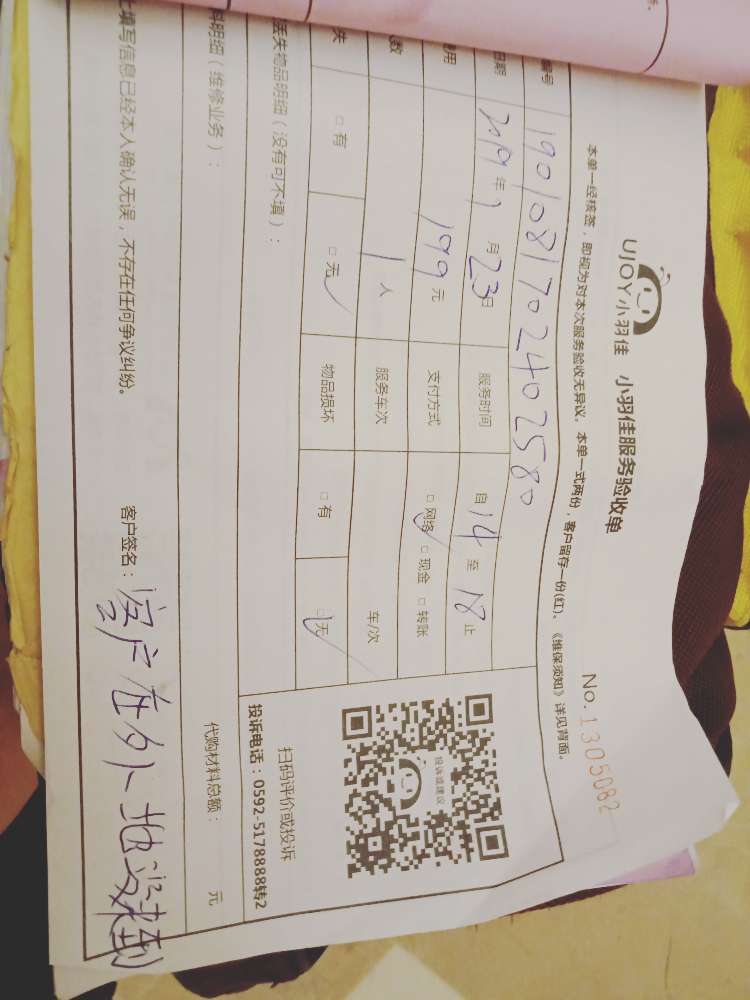 UJOY小羽佳 小羽佳服务验收单
No.1305082
本单一经核签，即视为对本次服务验收无异议。本单一式两份，客户留存一份(红)。《维保须知》详见背面。
编号 1901081702402580
日期 2019年1月23日 服务时间 自14至18止
费用 199元 支付方式 □网络✓ □现金 □转账
人数 1人 服务车次 车/次
失 □有 □无✓ 物品损坏 □有 □无✓
丢失物品明细（没有可不填）：
投诉或建议
扫码评价或投诉
投诉电话：0592-5178888转2
料明细（维修业务）：
代购材料总额： 元
上填写信息已经本人确认无误，不存在任何争议纠纷。
客户签名：客户在外地没来